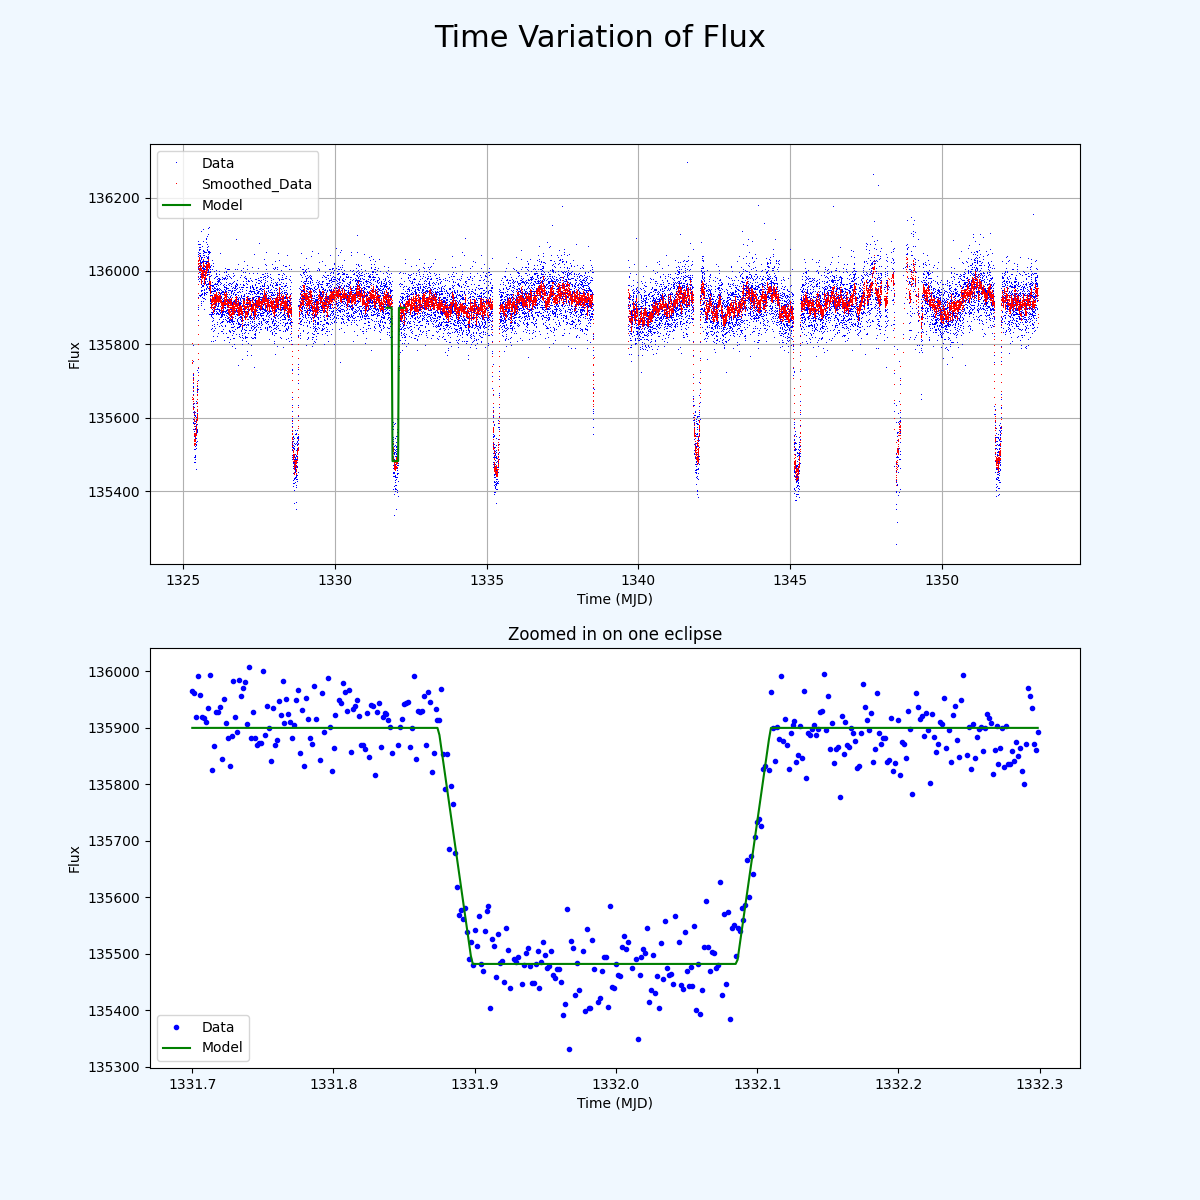 Time Variation of Flux
Data
Smoothed_Data
Model
136200
136000
135800
135600
135400
Flux
1325 1330 1335 1340 1345 1350
Time (MJD)
Zoomed in on one eclipse
136000
135900
135800
135700
135600
135500
135400
135300
Flux
Data
Model
1331.7 1331.8 1331.9 1332.0 1332.1 1332.2 1332.3
Time (MJD)